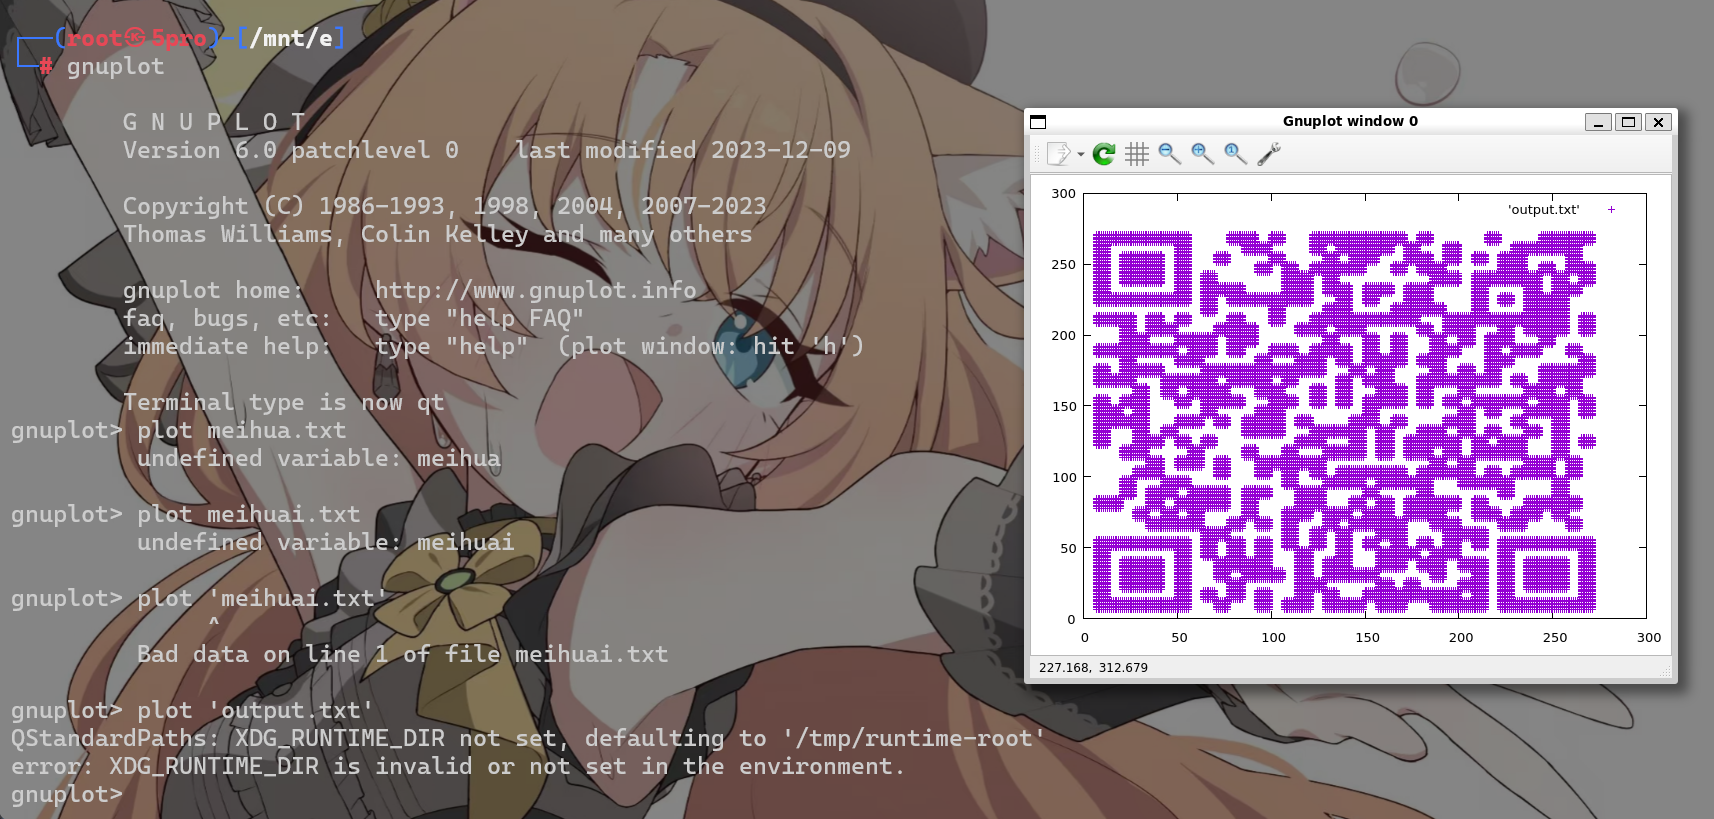 ┌──(root㉿5pro)-[/mnt/e]
└─# gnuplot
G N U P L O T
Version 6.0 patchlevel 0    last modified 2023-12-09
Copyright (C) 1986-1993, 1998, 2004, 2007-2023
Thomas Williams, Colin Kelley and many others
gnuplot home:     http://www.gnuplot.info
faq, bugs, etc:   type "help FAQ"
immediate help:   type "help"  (plot window: hit 'h')
Terminal type is now qt
gnuplot> plot meihua.txt
undefined variable: meihua
gnuplot> plot meihuai.txt
undefined variable: meihuai
gnuplot> plot 'meihuai.txt'
^
Bad data on line 1 of file meihuai.txt
gnuplot> plot 'output.txt'
QStandardPaths: XDG_RUNTIME_DIR not set, defaulting to '/tmp/runtime-root'
error: XDG_RUNTIME_DIR is invalid or not set in the environment.
gnuplot>
Gnuplot window 0
300
'output.txt'
250
200
150
100
50
0
0 50 100 150 200 250 300
227.168, 312.679